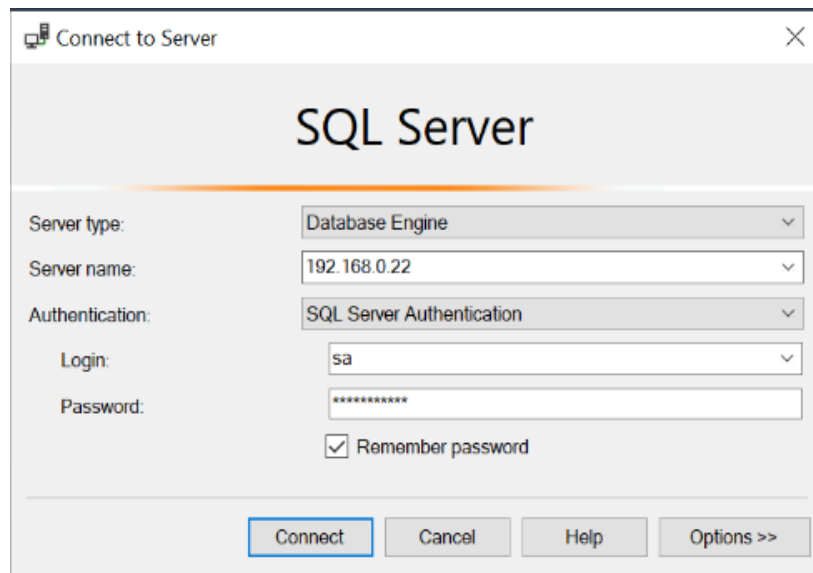 Connect to Server
SQL Server
Server type: Database Engine
Server name: 192.168.0.22
Authentication: SQL Server Authentication
Login: sa
Password: ***********
Remember password
Connect Cancel Help Options >>